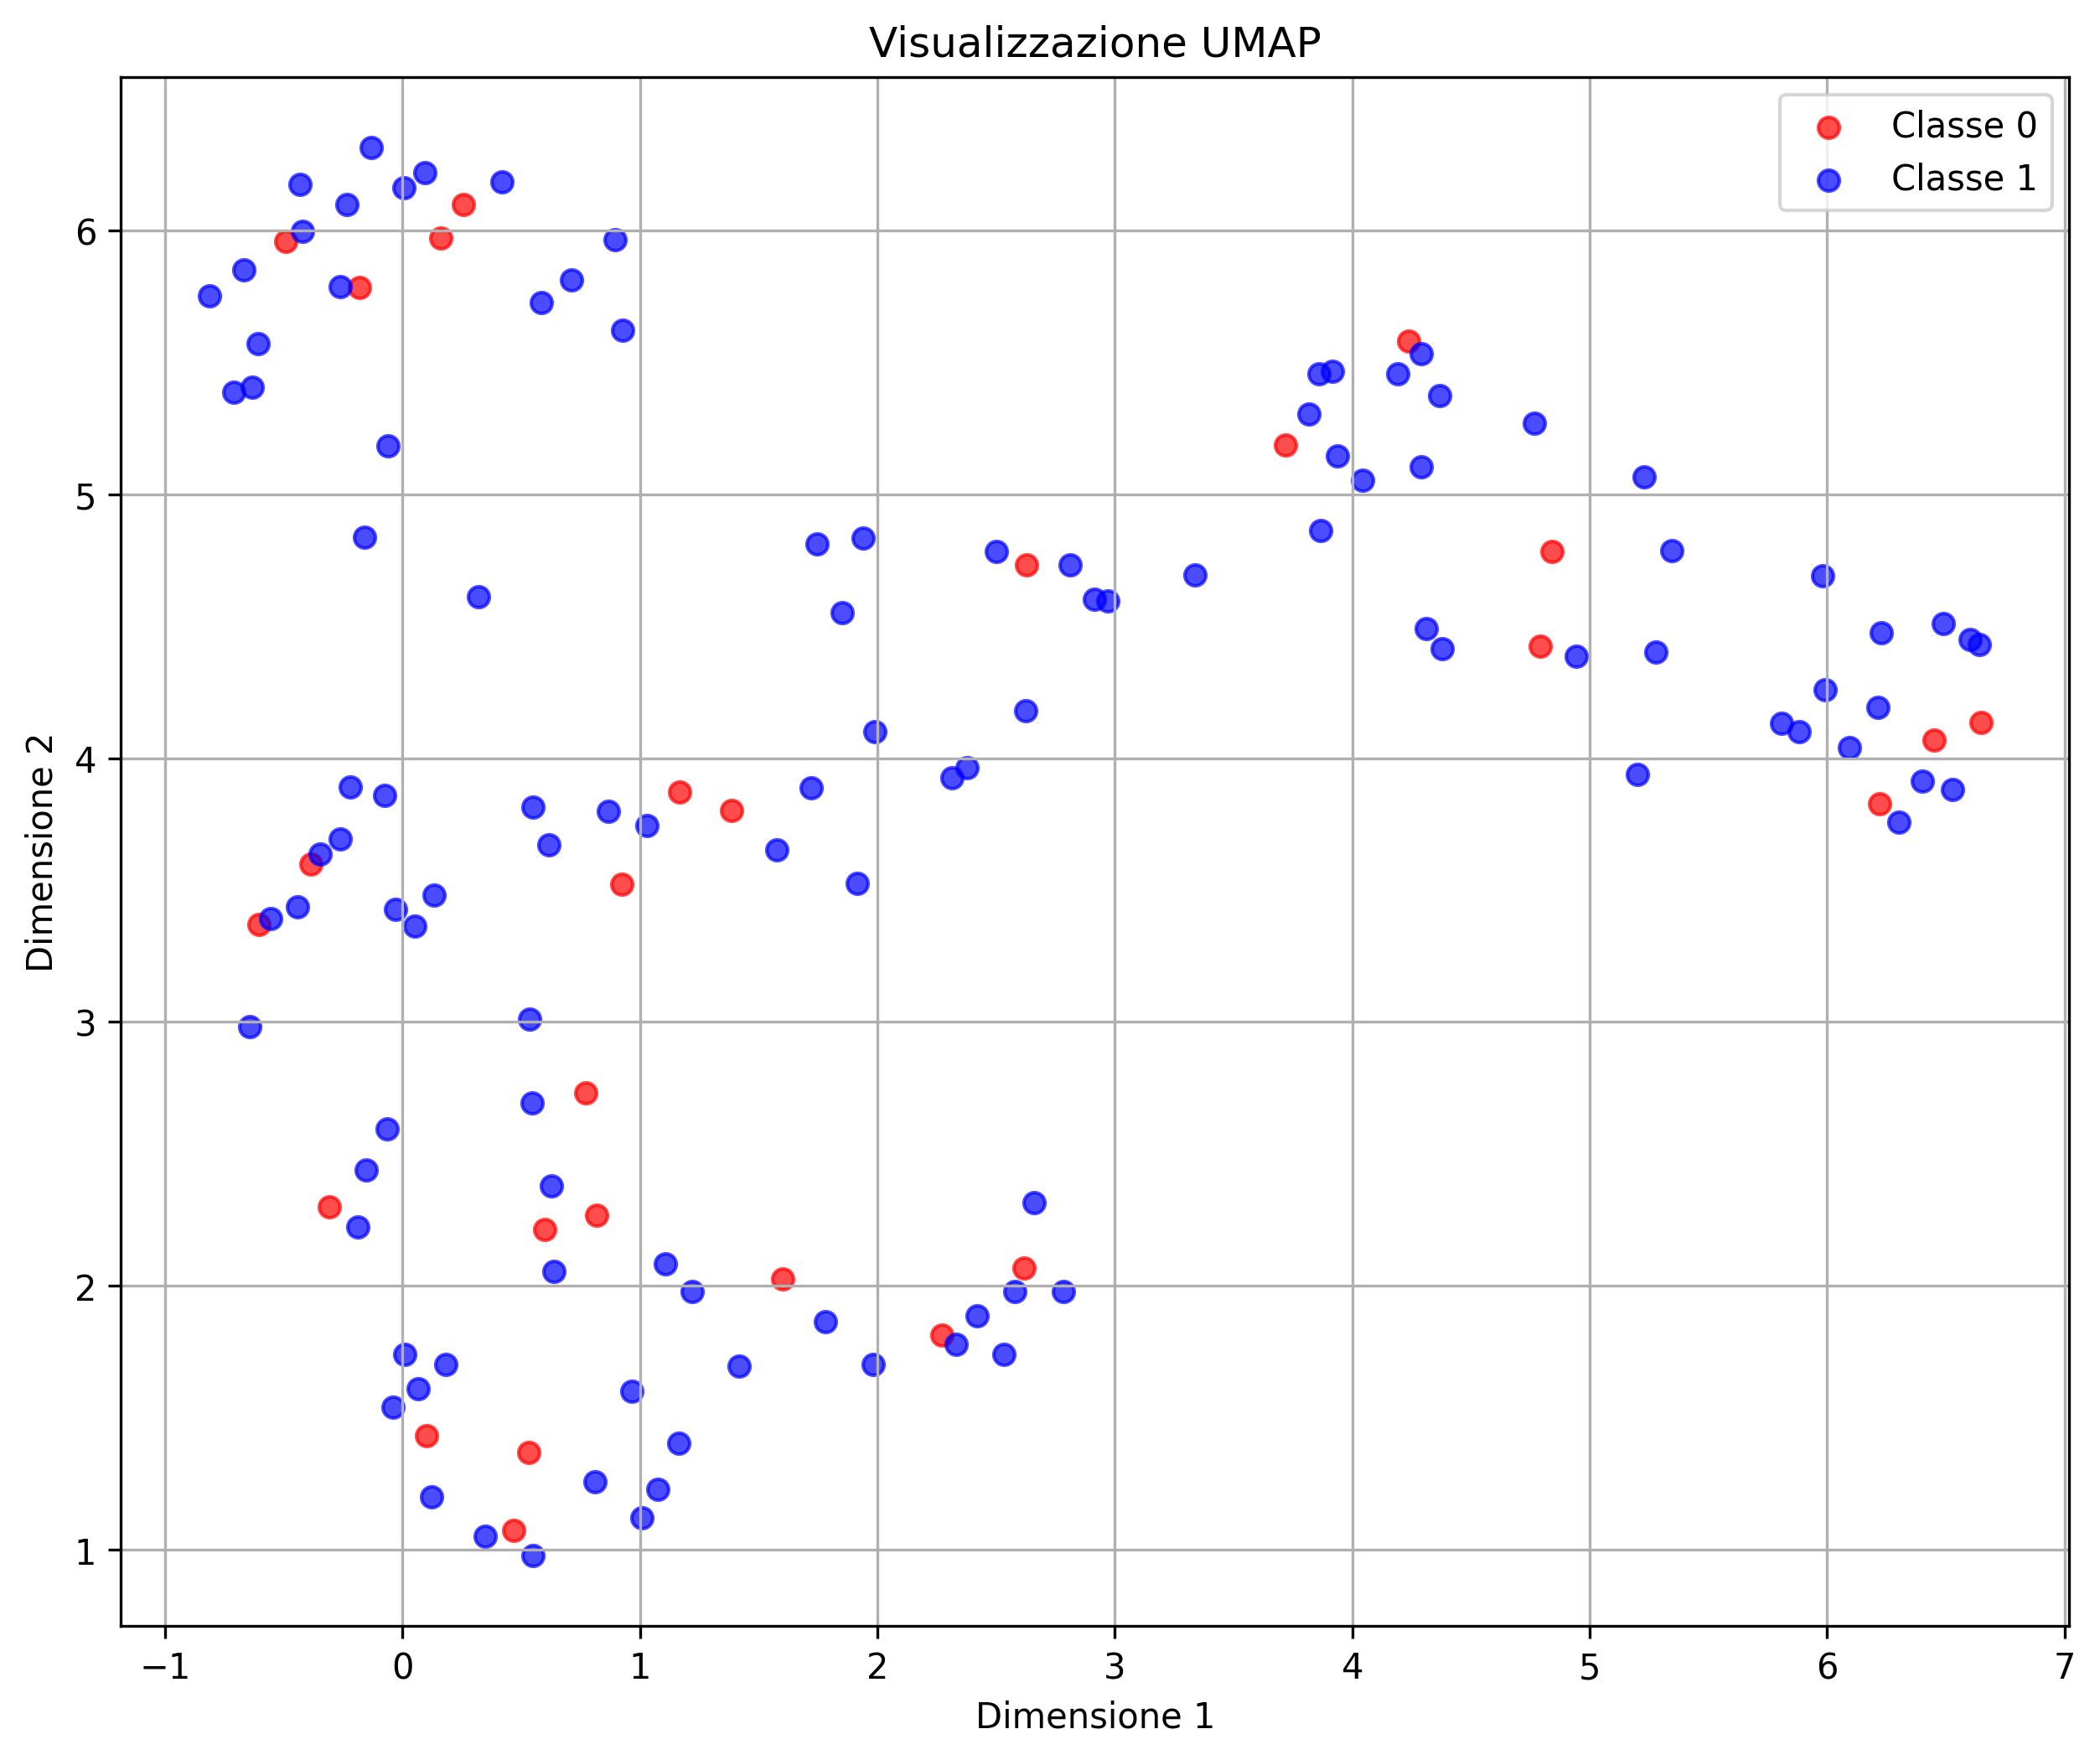 Visualizzazione UMAP
Classe 0
Classe 1
6
5
4
3
2
1
Dimensione 2
−1 0 1 2 3 4 5 6 7
Dimensione 1